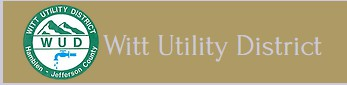 WITT UTILITY DISTRICT
WUD
Hamblen - Jefferson County
Witt Utility District